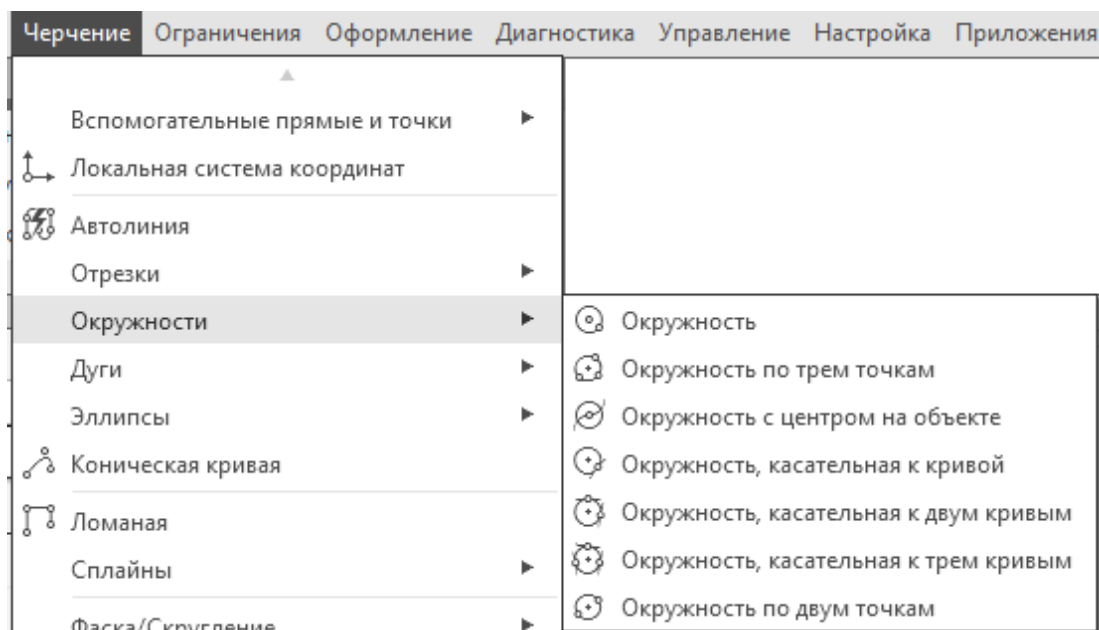 Черчение Ограничения Оформление Диагностика Управление Настройка Приложения
Вспомогательные прямые и точки
Локальная система координат
Автолиния
Отрезки
Окружности
Дуги
Эллипсы
Коническая кривая
Ломаная
Сплайны
Фаска/Скругление
Окружность
Окружность по трем точкам
Окружность с центром на объекте
Окружность, касательная к кривой
Окружность, касательная к двум кривым
Окружность, касательная к трем кривым
Окружность по двум точкам